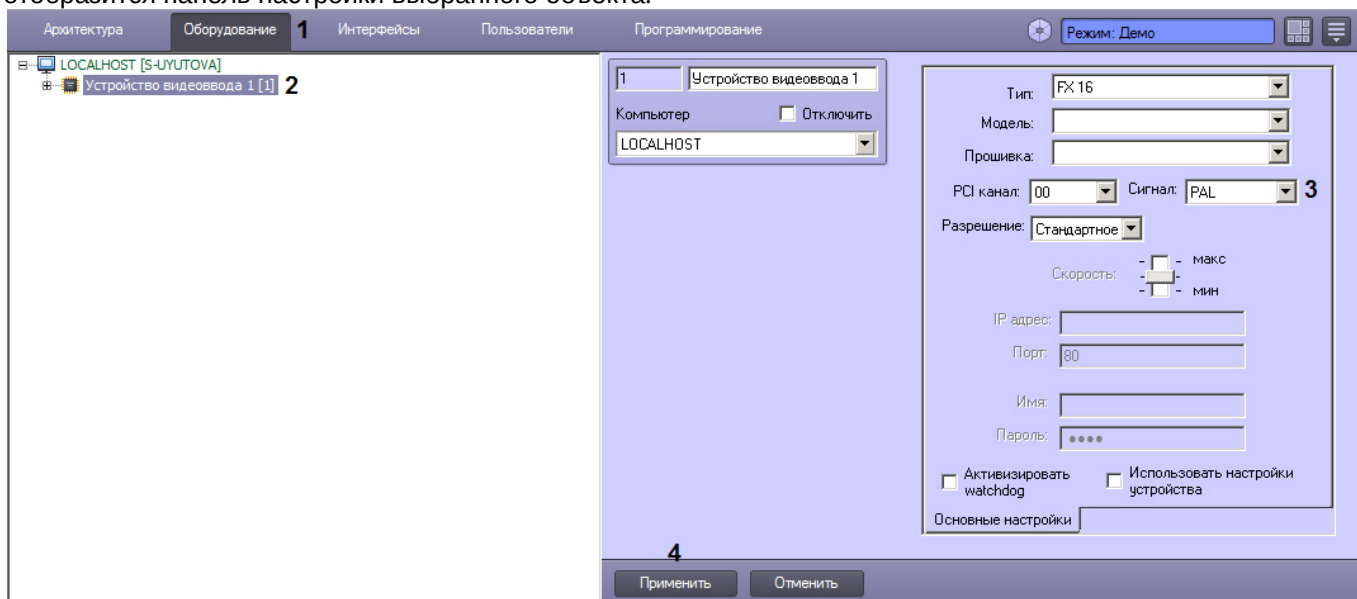 отобразится панель настройки выбранного объекта.
Архитектура Оборудование 1 Интерфейсы Пользователи Программирование Режим: Демо
LOCALHOST [S-UYUTOVA]
Устройство видеоввода 1 [1] 2
1 Устройство видеоввода 1
Компьютер Отключить
LOCALHOST
Тип: FX 16
Модель:
Прошивка:
PCI канал: 00 Сигнал: PAL 3
Разрешение: Стандартное
Скорость: макс
мин
IP адрес:
Порт: 80
Имя:
Пароль: ••••
Активизировать watchdog
Использовать настройки устройства
Основные настройки
4
Применить Отменить